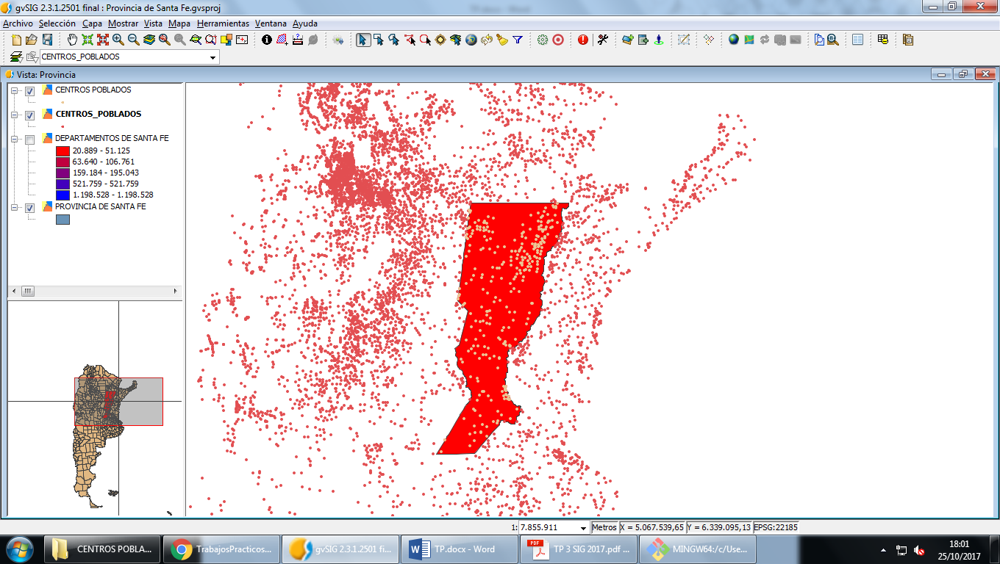 gvSIG 2.3.1.2501 final : Provincia de Santa Fe.gvsproj
Archivo Selección Capa Mostrar Vista Mapa Herramientas Ventana Ayuda
CENTROS_POBLADOS
Vista: Provincia
CENTROS POBLADOS
CENTROS_POBLADOS
DEPARTAMENTOS DE SANTA FE
20.889 - 51.125
63.640 - 106.761
159.184 - 195.043
521.759 - 521.759
1.198.528 - 1.198.528
PROVINCIA DE SANTA FE
1: 7.855.911 Metros X = 5.067.539,65 Y = 6.339.095,13 EPSG:22185
CENTROS POBLA... TrabajosPracticos... gvSIG 2.3.1.2501 fi... TP.docx - Word PDF TP 3 SIG 2017.pdf ... MINGW64:/c/Use...
18:01
25/10/2017